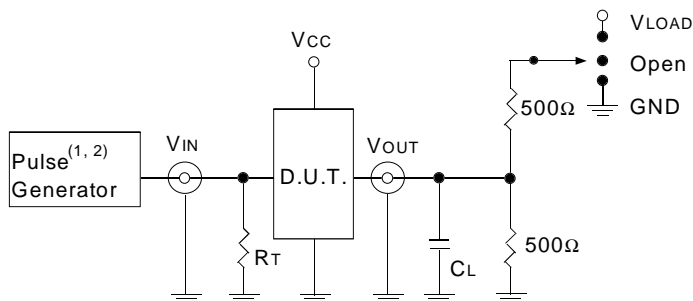 VLOAD
VCC
Open
500Ω
GND
Pulse(1, 2)
Generator
VIN
D.U.T.
VOUT
RT
CL
500Ω